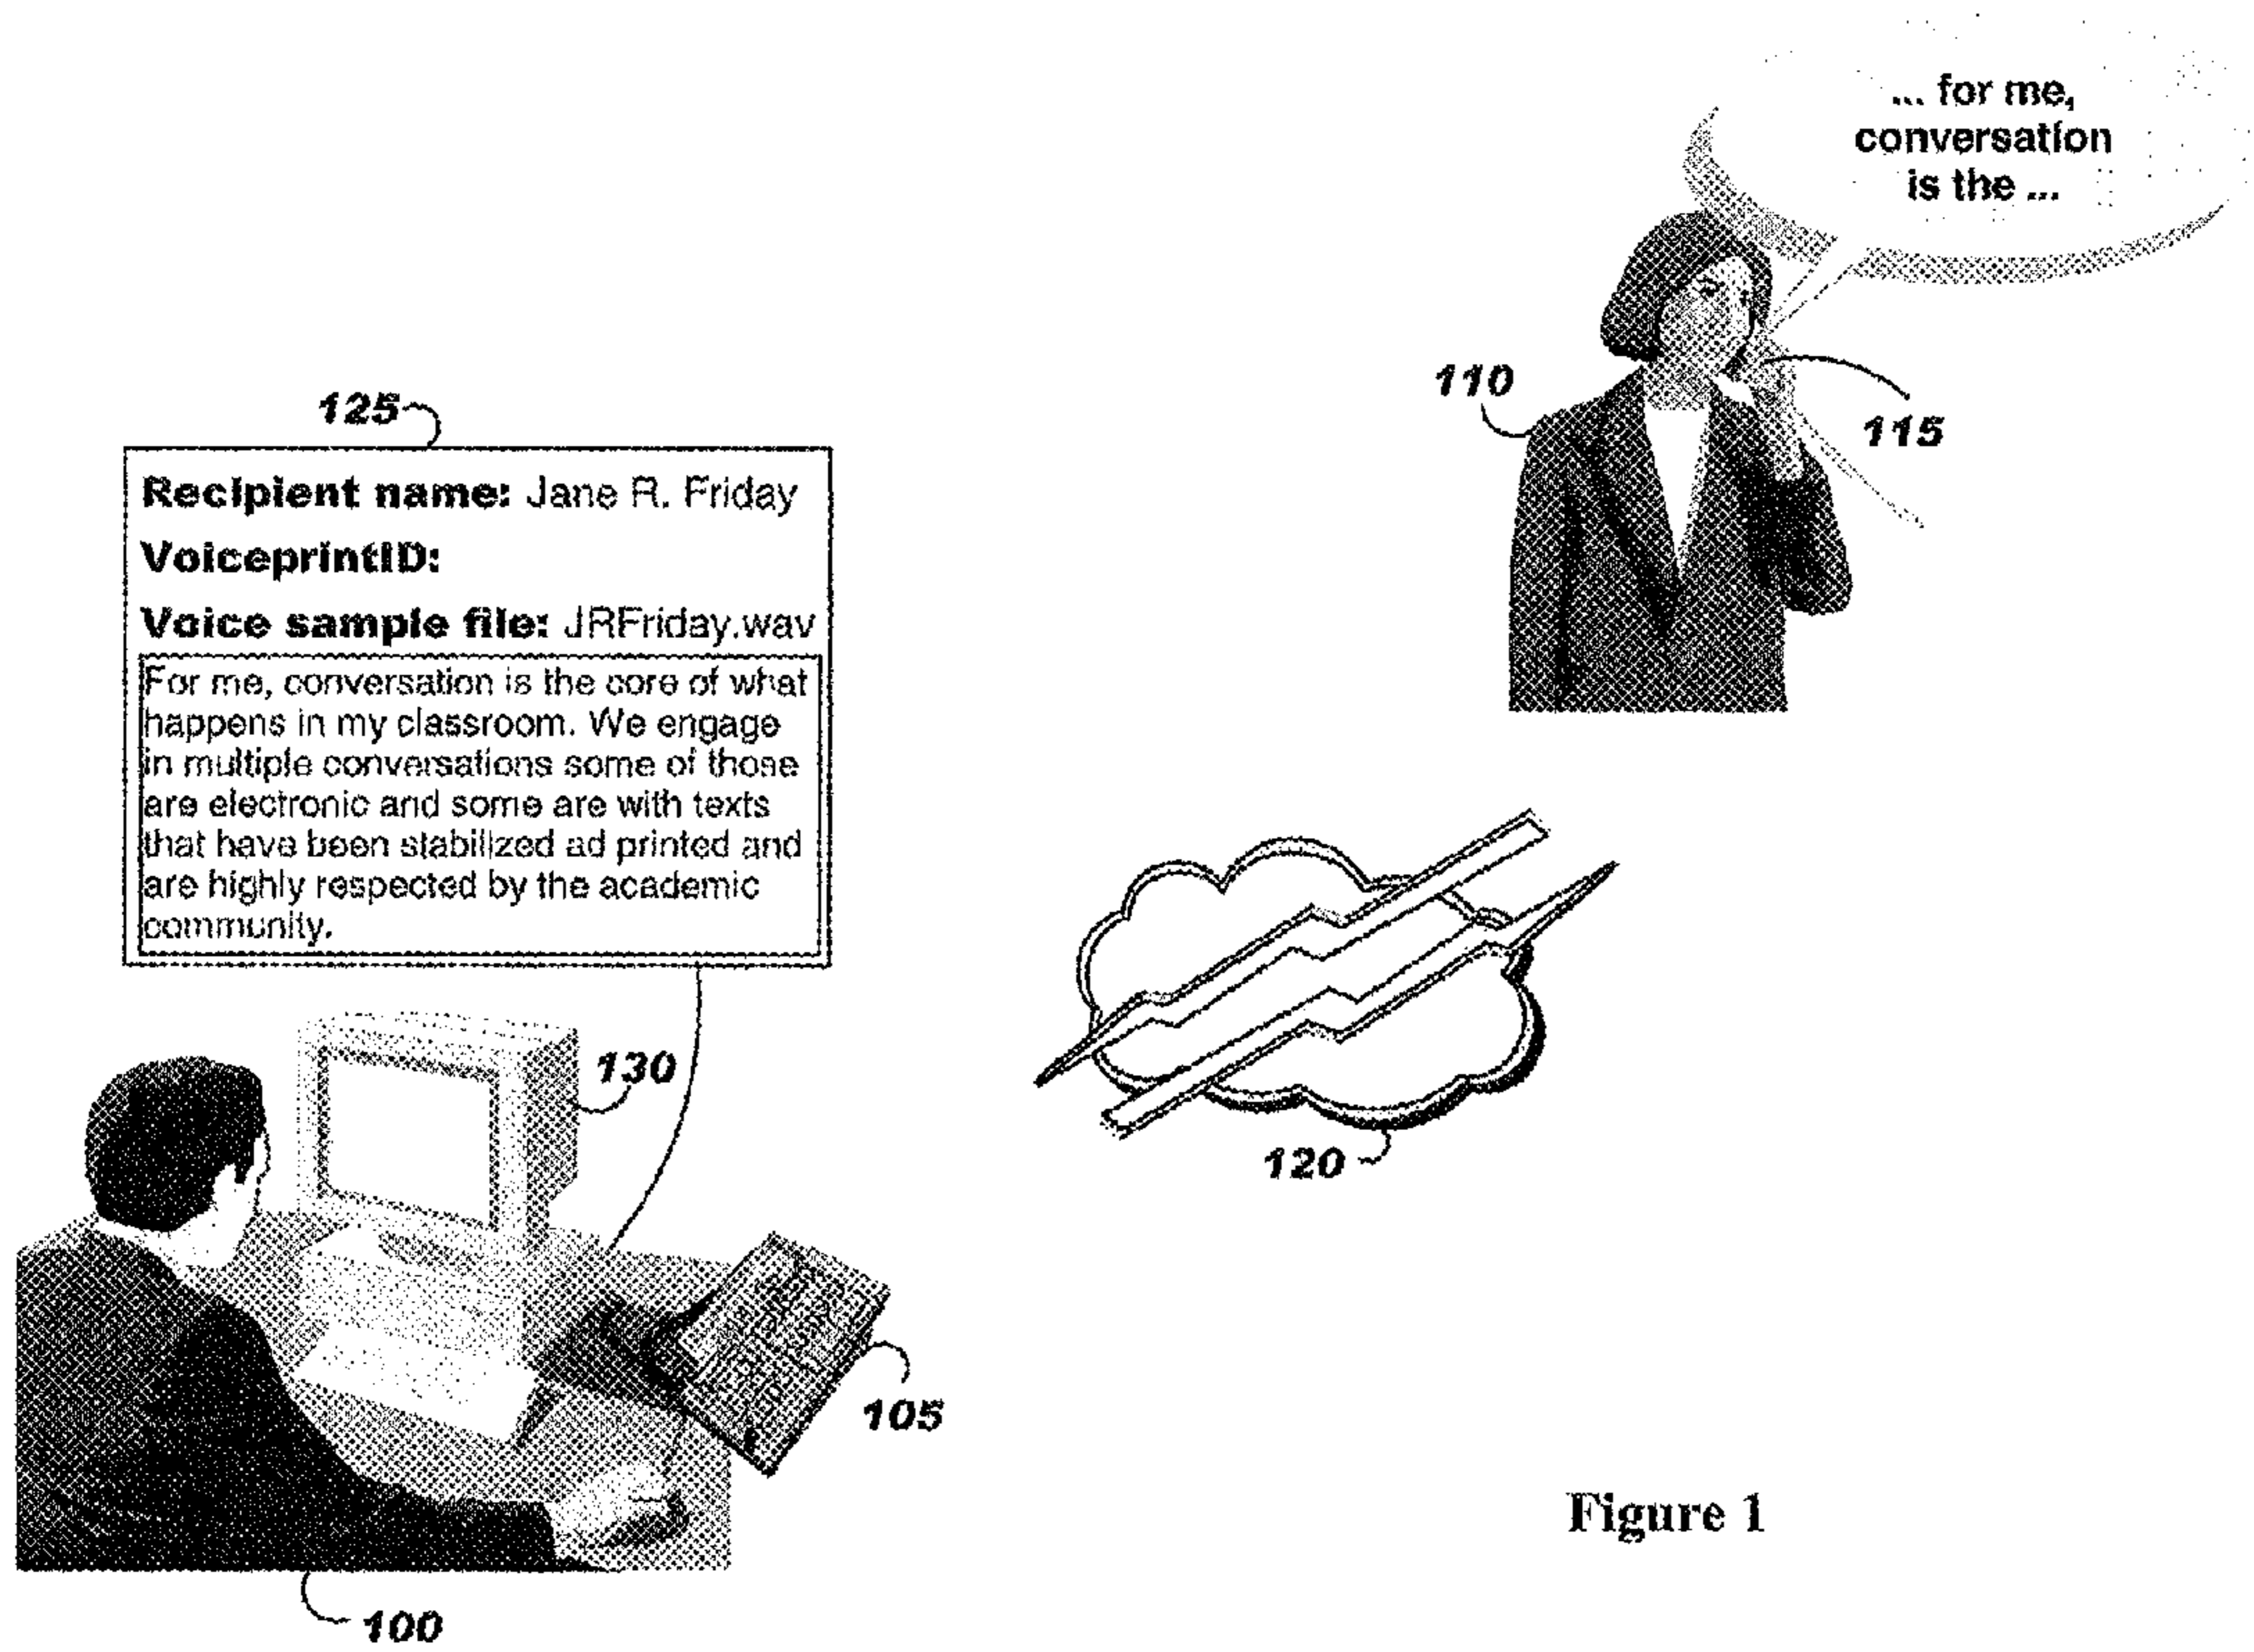 ... for me,
conversation
is the ...
110
115
125
Recipient name: Jane R. Friday
VoiceprintID:
Voice sample file: JRFriday.wav
For me, conversation is the core of what
happens in my classroom. We engage
in multiple conversations some of those
are electronic and some are with texts
that have been stabilized ad printed and
are highly respected by the academic
community.
130
120
105
Figure 1
100